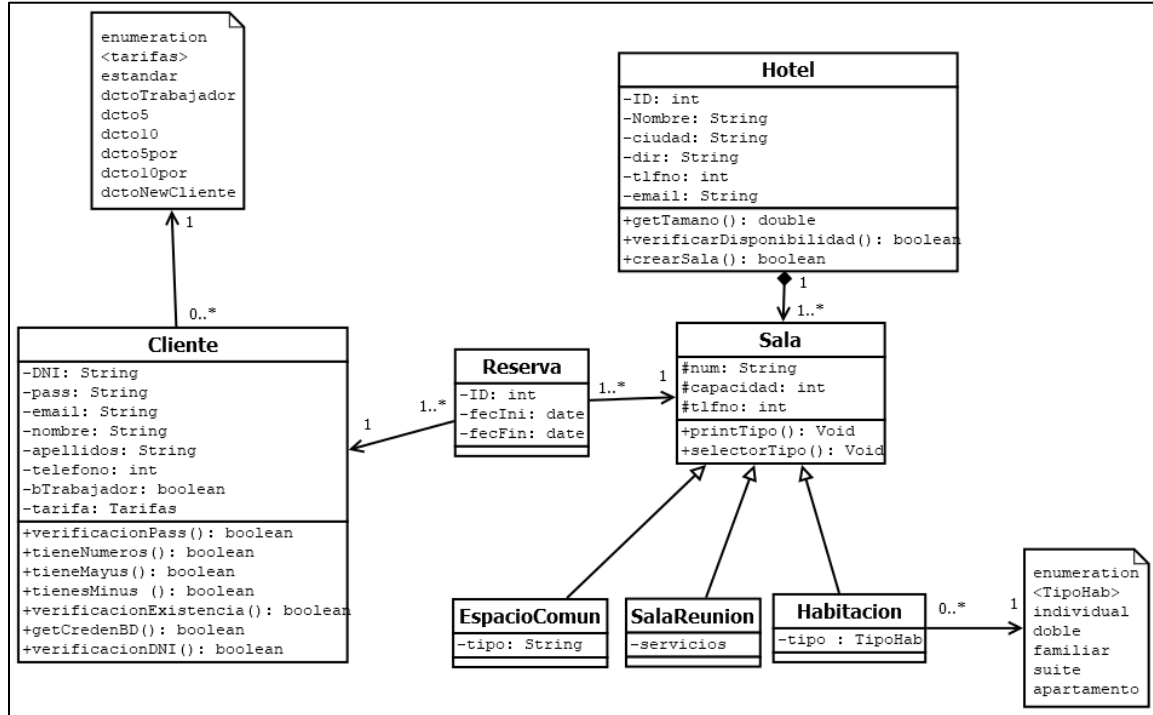 enumeration
<tarifas>
estandar
dctoTrabajador
dcto5
dcto10
dcto5por
dcto10por
dctoNewCliente
1
0..*
Hotel
-ID: int
-Nombre: String
-ciudad: String
-dir: String
-tlfno: int
-email: String
+getTamano(): double
+verificarDisponibilidad(): boolean
+crearSala(): boolean
1
1..*
Cliente
-DNI: String
-pass: String
-email: String
-nombre: String
-apellidos: String
-telefono: int
-bTrabajador: boolean
-tarifa: Tarifas
+verificacionPass(): boolean
+tieneNumeros(): boolean
+tieneMayus(): boolean
+tienesMinus (): boolean
+verificacionExistencia(): boolean
+getCredenBD(): boolean
+verificacionDNI(): boolean
1
1..*
Reserva
-ID: int
-fecIni: date
-fecFin: date
1..*
1
Sala
#num: String
#capacidad: int
#tlfno: int
+printTipo(): Void
+selectorTipo(): Void
EspacioComun
-tipo: String
SalaReunion
-servicios
Habitacion
-tipo : TipoHab
0..*
1
enumeration
<TipoHab>
individual
doble
familiar
suite
apartamento